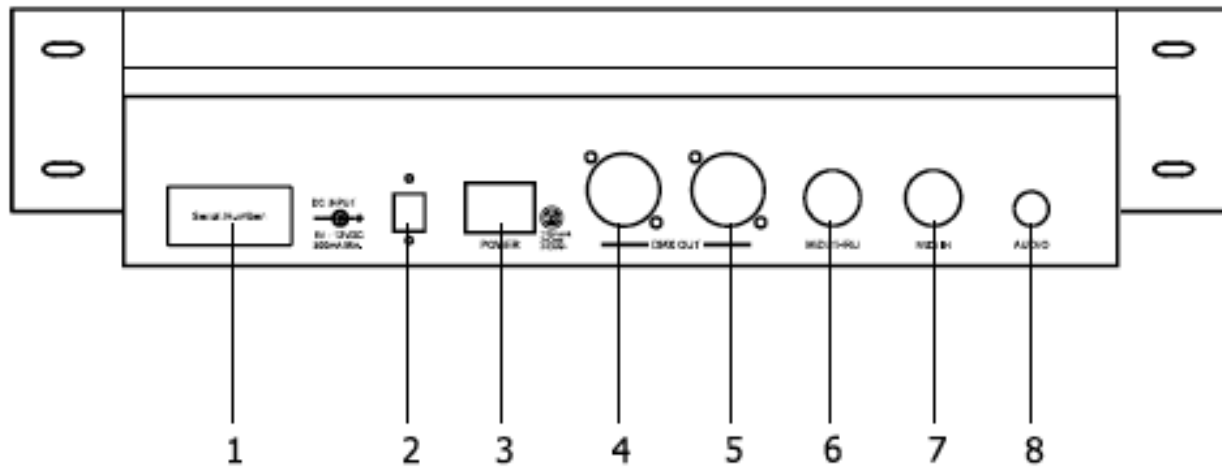 Serial Number
DC INPUT
9V - 12VDC
500mA Min.
POWER
DMX OUT
MIDI THRU
MIDI IN
AUDIO
1 2 3 4 5 6 7 8